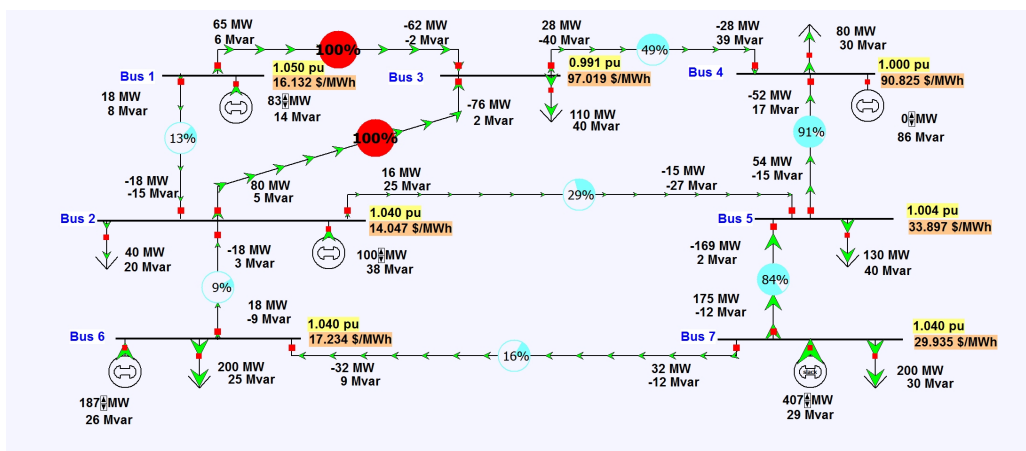 65 MW
6 Mvar
100%
-62 MW
-2 Mvar
28 MW
-40 Mvar
49%
-28 MW
39 Mvar
80 MW
30 Mvar
Bus 1
1.050 pu
16.132 $/MWh
Bus 3
0.991 pu
97.019 $/MWh
Bus 4
1.000 pu
90.825 $/MWh
18 MW
8 Mvar
83 MW
14 Mvar
-76 MW
2 Mvar
110 MW
40 Mvar
-52 MW
17 Mvar
0 MW
86 Mvar
13%
100%
91%
-18 MW
-15 Mvar
80 MW
5 Mvar
16 MW
25 Mvar
29%
-15 MW
-27 Mvar
54 MW
-15 Mvar
Bus 2
1.040 pu
14.047 $/MWh
Bus 5
1.004 pu
33.897 $/MWh
40 MW
20 Mvar
-18 MW
3 Mvar
100 MW
38 Mvar
-169 MW
2 Mvar
130 MW
40 Mvar
9%
84%
18 MW
-9 Mvar
175 MW
-12 Mvar
Bus 6
1.040 pu
17.234 $/MWh
Bus 7
1.040 pu
29.935 $/MWh
16%
200 MW
25 Mvar
-32 MW
9 Mvar
32 MW
-12 Mvar
slack
200 MW
30 Mvar
187 MW
26 Mvar
407 MW
29 Mvar